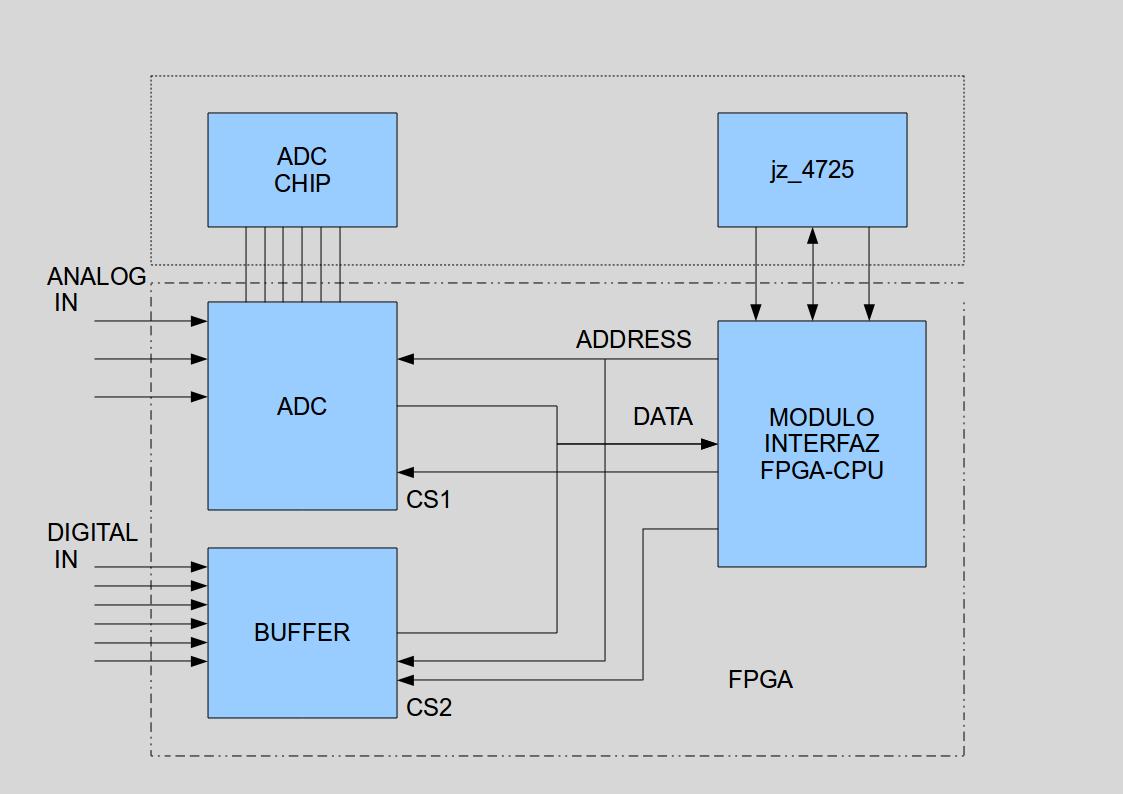 ADC
CHIP
jz_4725
ANALOG
IN
ADDRESS
ADC
DATA
MODULO
INTERFAZ
FPGA-CPU
CS1
DIGITAL
IN
BUFFER
FPGA
CS2